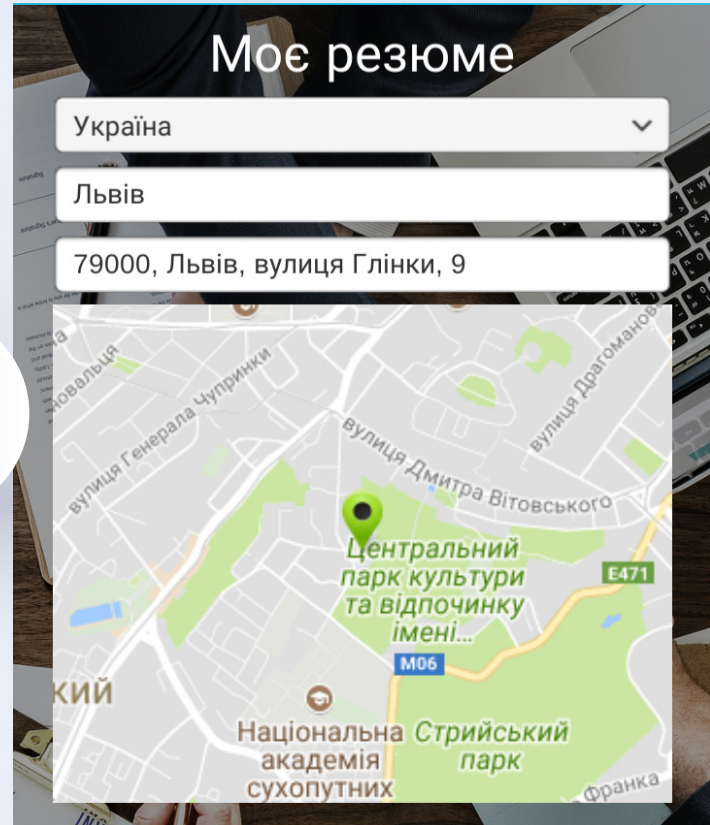 Моє резюме
Україна
Львів
79000, Львів, вулиця Глінки, 9
вулиця Генерала Чупринки
вулиця Драгоманова
вулиця Дмитра Вітовського
Центральний
парк культури
та відпочинку
імені...
E471
M06
кий
Національна
академія
сухопутних
Стрийський
парк
Франка